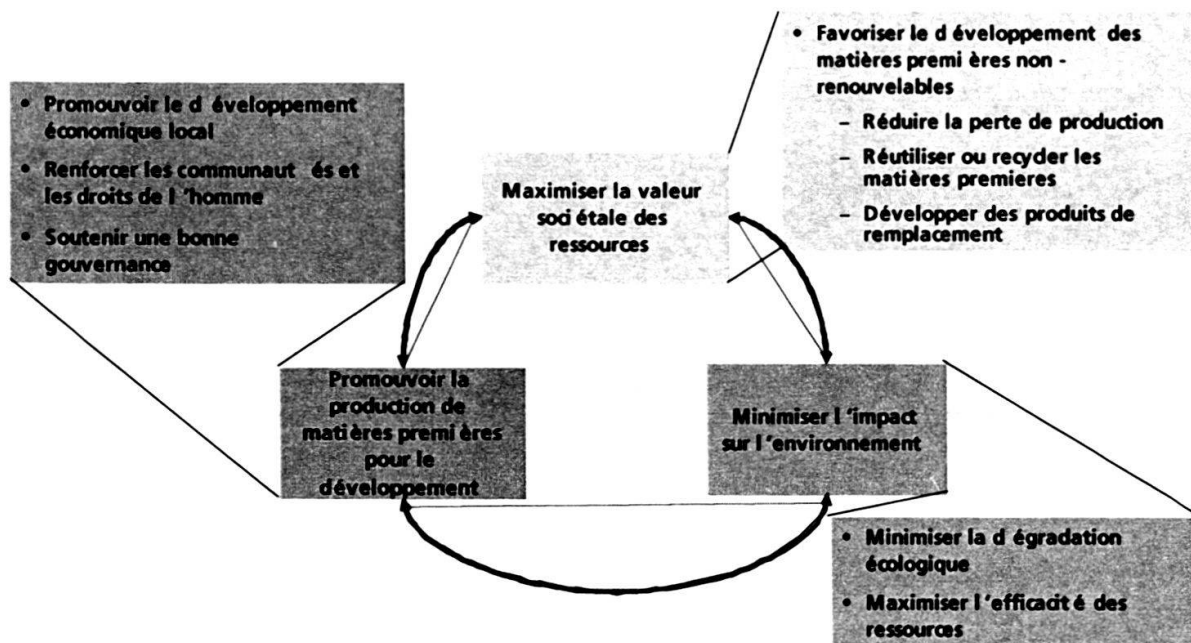 • Promouvoir le d éveloppement
économique local
• Renforcer les communaut és et
les droits de l 'homme
• Soutenir une bonne
gouvernance
Maximiser la valeur
soci étale des
ressources
• Favoriser le d éveloppement des
matières premi ères non -
renouvelables
– Réduire la perte de production
– Réutiliser ou recycler les
matières premieres
– Développer des produits de
remplacement
Promouvoir la
production de
matières premi ères
pour le
développement
Minimiser l 'impact
sur l 'environnement
• Minimiser la d égradation
écologique
• Maximiser l 'efficacit é des
ressources